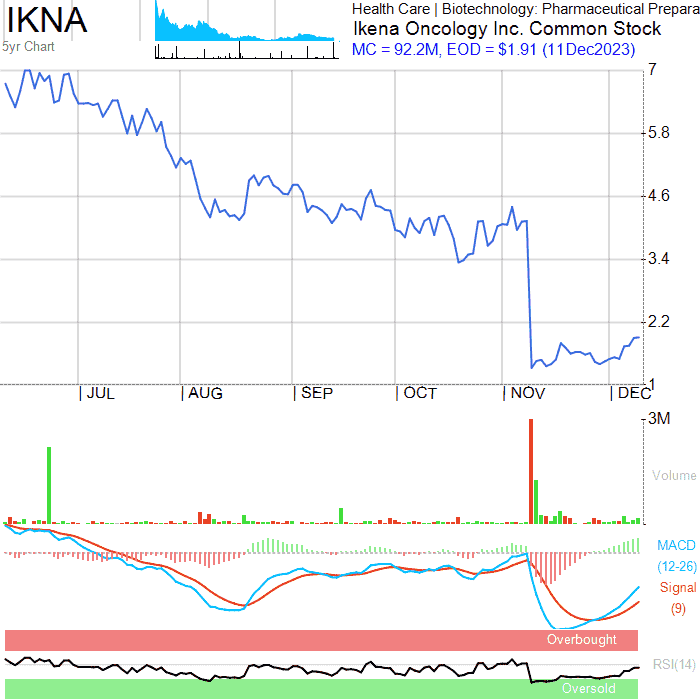 IKNA
5yr Chart
Health Care | Biotechnology: Pharmaceutical Prepara
Ikena Oncology Inc. Common Stock
MC = 92.2M, EOD = $1.91 (11Dec2023)
7
5.8
4.6
3.4
2.2
1
| JUL | AUG | SEP | OCT | NOV | DEC
3M
Volume
MACD
(12-26)
Signal
(9)
Overbought
RSI(14)
Oversold